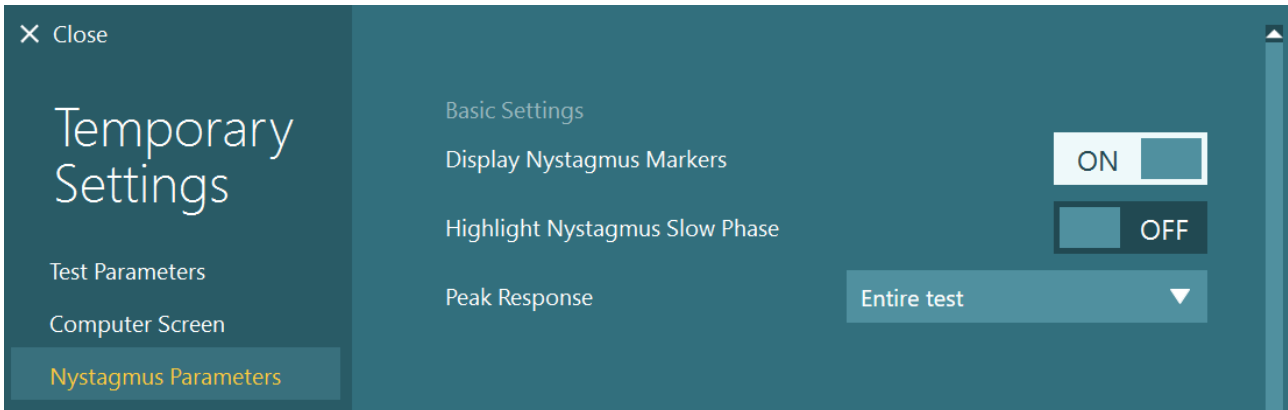 Close
Temporary
Settings
Test Parameters
Computer Screen
Nystagmus Parameters
Basic Settings
Display Nystagmus Markers ON
Highlight Nystagmus Slow Phase OFF
Peak Response Entire test